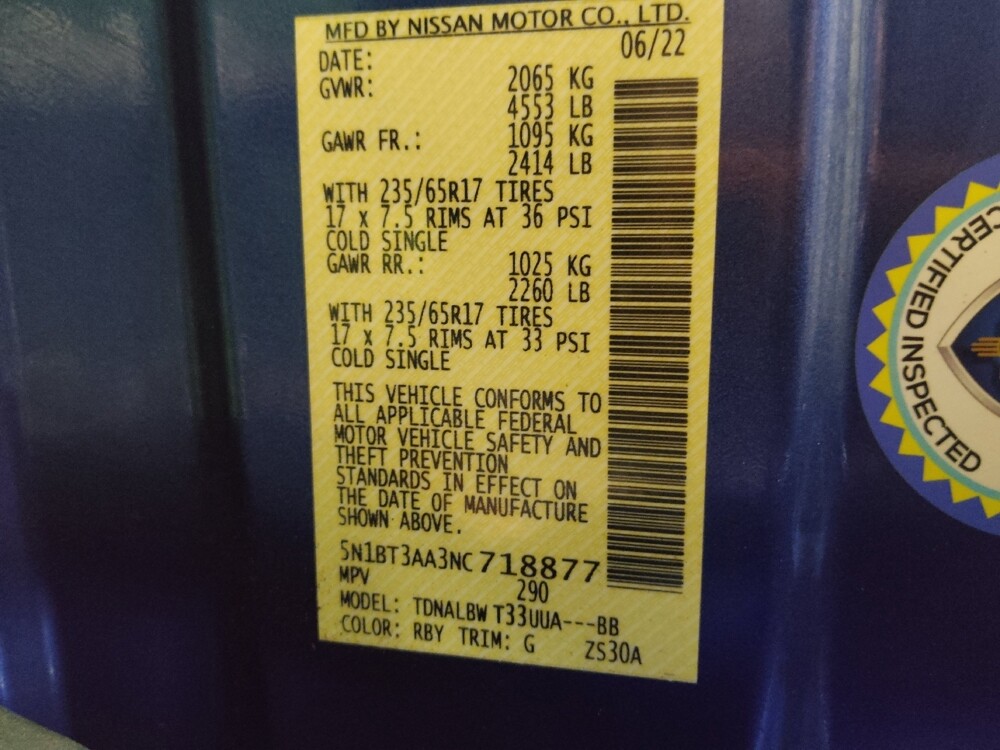 MFD BY NISSAN MOTOR CO., LTD.
DATE: 06/22
GVWR: 2065 KG
4553 LB
GAWR FR.: 1095 KG
2414 LB
WITH 235/65R17 TIRES
17 x 7.5 RIMS AT 36 PSI
COLD SINGLE
GAWR RR.: 1025 KG
2260 LB
WITH 235/65R17 TIRES
17 x 7.5 RIMS AT 33 PSI
COLD SINGLE
THIS VEHICLE CONFORMS TO
ALL APPLICABLE FEDERAL
MOTOR VEHICLE SAFETY AND
THEFT PREVENTION
STANDARDS IN EFFECT ON
THE DATE OF MANUFACTURE
SHOWN ABOVE.
5N1BT3AA3NC718877
MPV 290
MODEL: TDNALBW T33UUA---BB
COLOR: RBY TRIM: G ZS30A
CERTIFIED INSPECTED